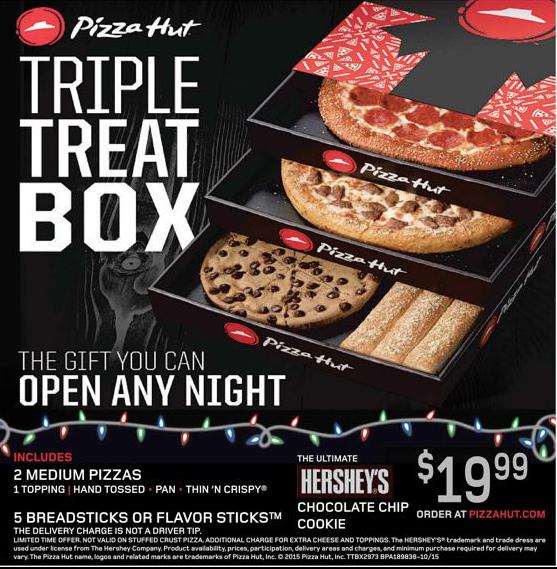 Pizza Hut
TRIPLE
TREAT
BOX
Pizza Hut
Pizza Hut
Pizza Hut
Pizza Hut
THE GIFT YOU CAN
OPEN ANY NIGHT
INCLUDES
2 MEDIUM PIZZAS
1 TOPPING | HAND TOSSED • PAN • THIN 'N CRISPY®
5 BREADSTICKS OR FLAVOR STICKS™
THE ULTIMATE
HERSHEY'S
CHOCOLATE CHIP
COOKIE
$19.99
ORDER AT PIZZAHUT.COM
THE DELIVERY CHARGE IS NOT A DRIVER TIP.
LIMITED TIME OFFER. NOT VALID ON STUFFED CRUST PIZZA. ADDITIONAL CHARGE FOR EXTRA CHEESE AND TOPPINGS. The HERSHEY'S® trademark and trade dress are
used under license from The Hershey Company. Product availability, prices, participation, delivery areas and charges, and minimum purchase required for delivery may
vary. The Pizza Hut name, logos and related marks are trademarks of Pizza Hut, Inc. © 2015 Pizza Hut, Inc. TTBX2973 BPA189838-10/15